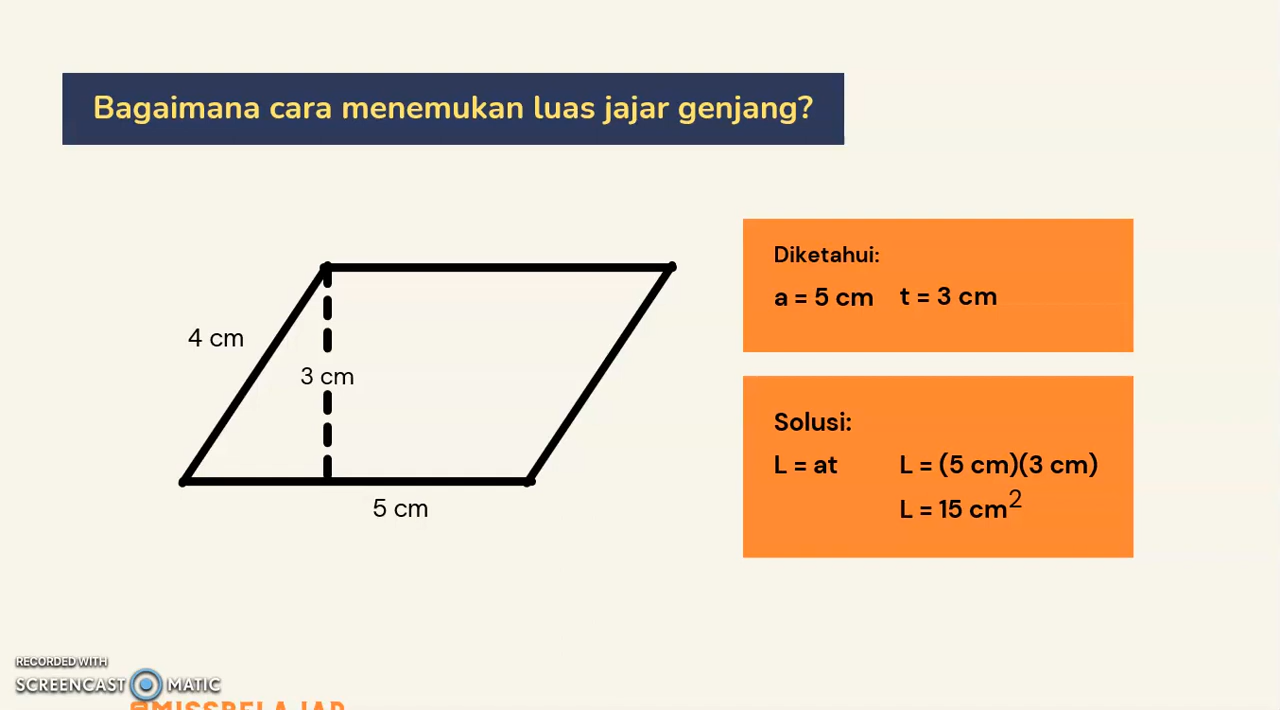 Bagaimana cara menemukan luas jajar genjang?
4 cm
3 cm
5 cm
Diketahui:
a = 5 cm t = 3 cm
Solusi:
L = at L = (5 cm)(3 cm)
L = 15 cm²
RECORDED WITH
SCREENCAST MATIC
@MISSBELAJAR